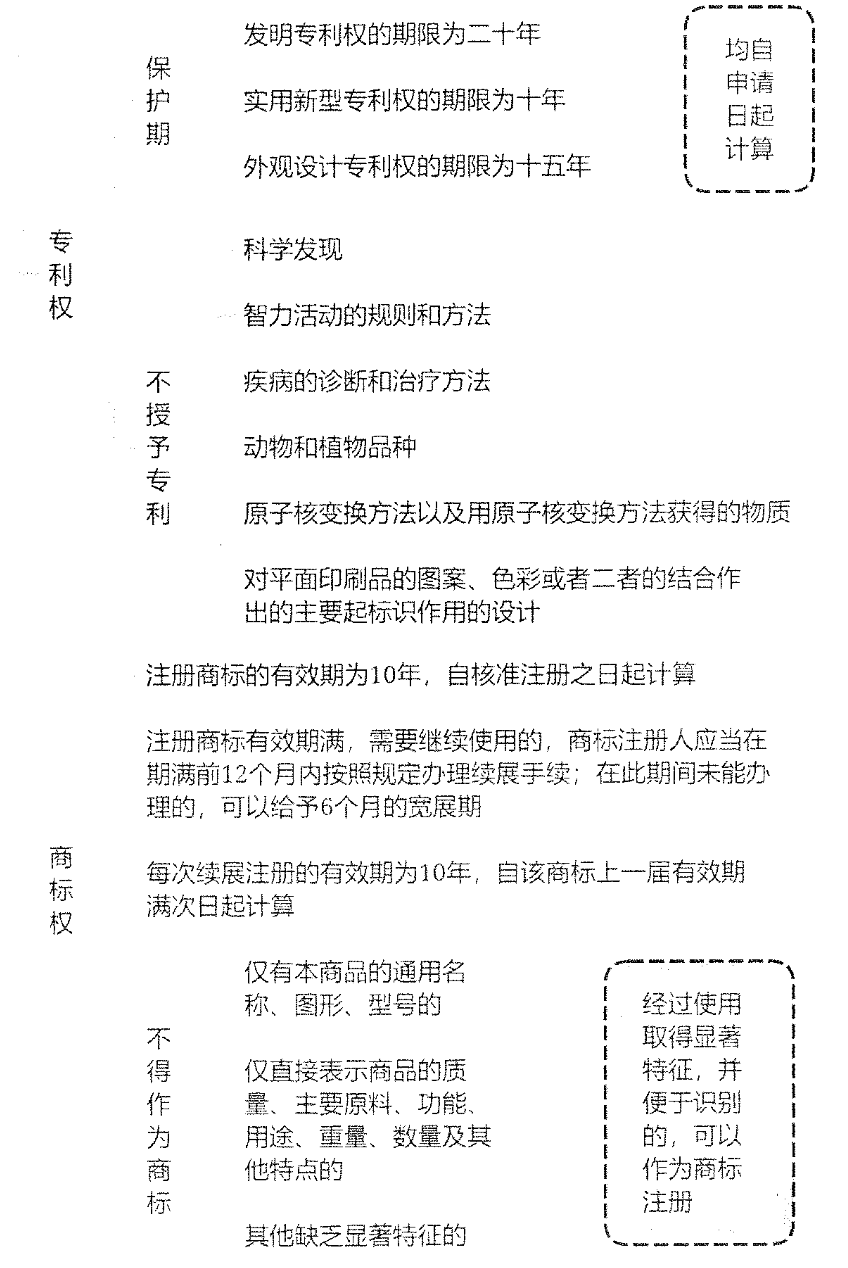 专利权
保护期
发明专利权的期限为二十年
实用新型专利权的期限为十年
外观设计专利权的期限为十五年
均自
申请
日起
计算
不授予专利
科学发现
智力活动的规则和方法
疾病的诊断和治疗方法
动物和植物品种
原子核变换方法以及用原子核变换方法获得的物质
对平面印刷品的图案、色彩或者二者的结合作
出的主要起标识作用的设计
商标权
注册商标的有效期为10年，自核准注册之日起计算
注册商标有效期满，需要继续使用的，商标注册人应当在
期满前12个月内按照规定办理续展手续；在此期间未能办
理的，可以给予6个月的宽展期
每次续展注册的有效期为10年，自该商标上一届有效期
满次日起计算
不得作为商标
仅有本商品的通用名
称、图形、型号的
仅直接表示商品的质
量、主要原料、功能、
用途、重量、数量及其
他特点的
其他缺乏显著特征的
经过使用
取得显著
特征，并
便于识别
的，可以
作为商标
注册